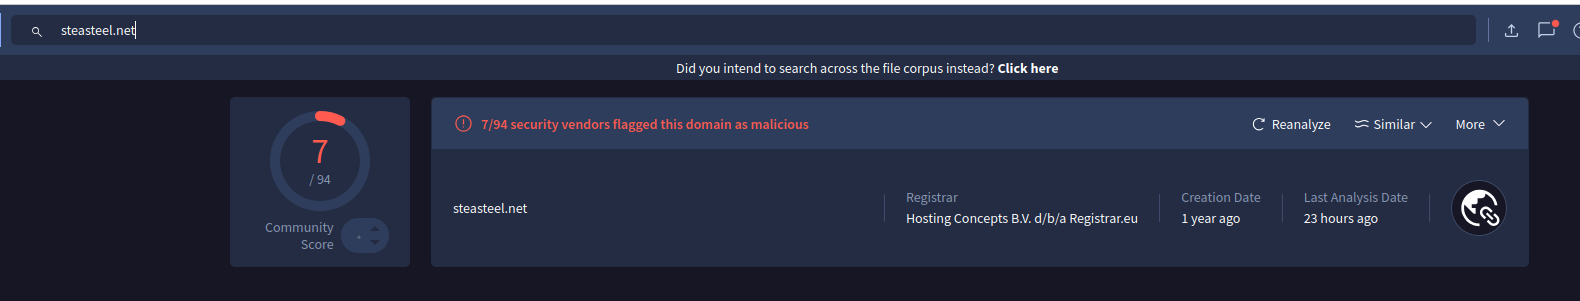 steasteel.net
Did you intend to search across the file corpus instead? Click here
7
/ 94
Community
Score
7/94 security vendors flagged this domain as malicious
Reanalyze
Similar
More
steasteel.net
Registrar
Hosting Concepts B.V. d/b/a Registrar.eu
Creation Date
1 year ago
Last Analysis Date
23 hours ago